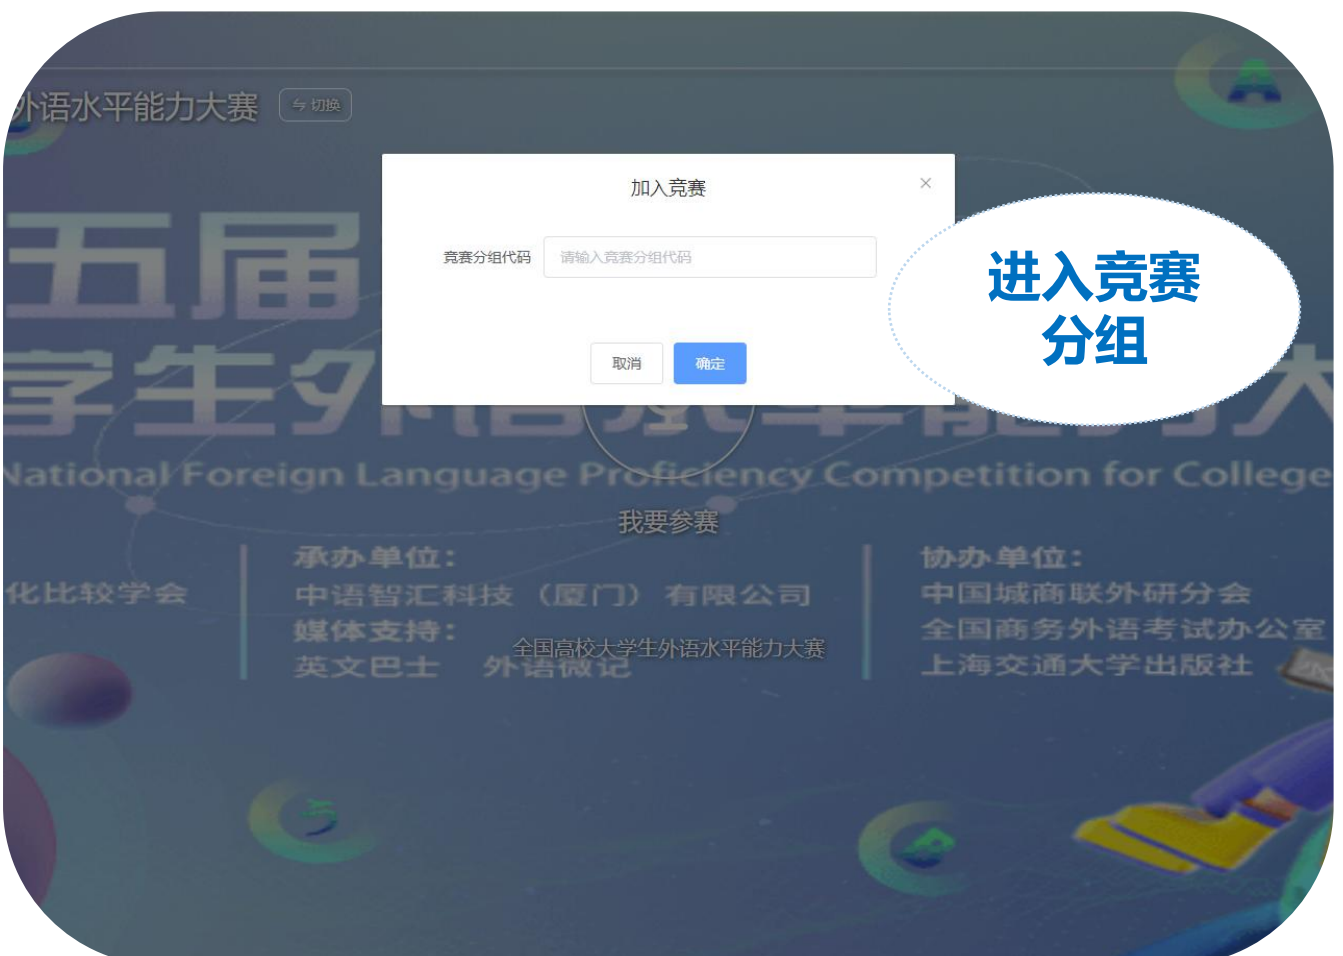 外语水平能力大赛
切换
加入竞赛
竞赛分组代码
请输入竞赛分组代码
取消
确定
进入竞赛
分组
五届
学生外语水平能力大
National Foreign Language Proficiency Competition for College
我要参赛
承办单位：
中语智汇科技（厦门）有限公司
媒体支持：
英文巴士 外语微记
协办单位：
中国城商联外研分会
全国商务外语考试办公室
上海交通大学出版社
化比较学会
全国高校大学生外语水平能力大赛